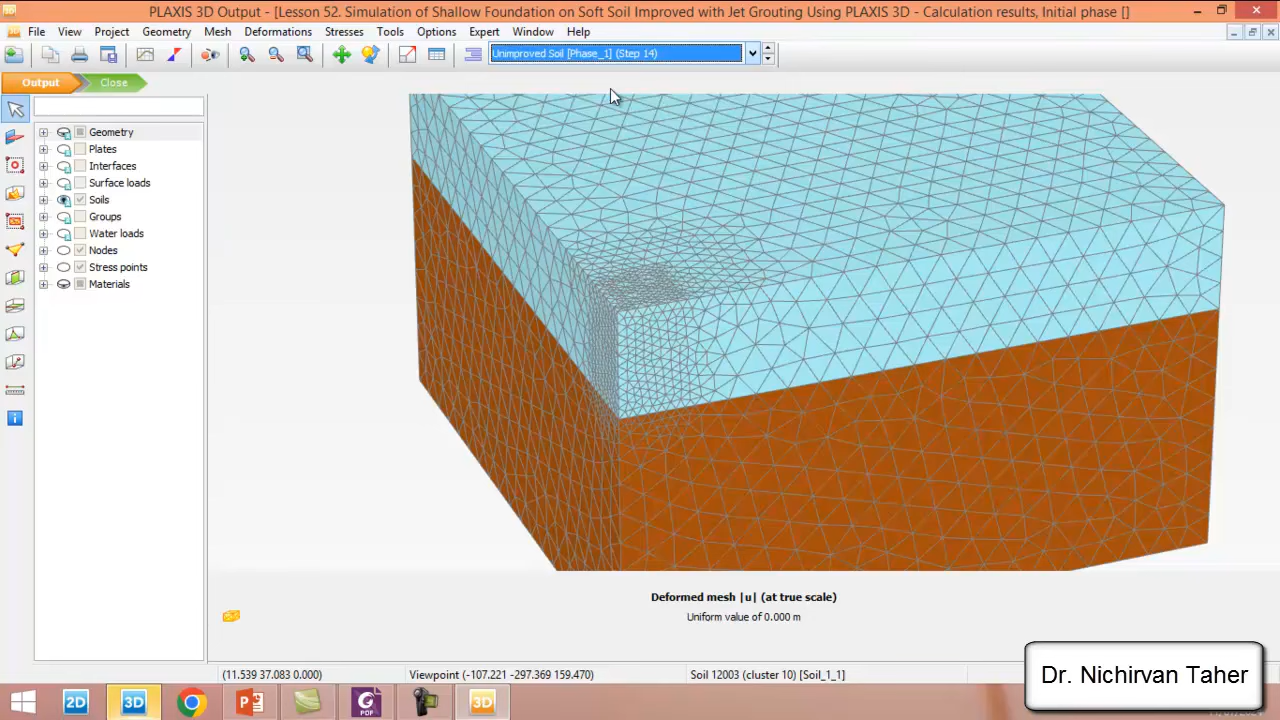 PLAXIS 3D Output - [Lesson 52. Simulation of Shallow Foundation on Soft Soil Improved with Jet Grouting Using PLAXIS 3D - Calculation results, Initial phase []
File View Project Geometry Mesh Deformations Stresses Tools Options Expert Window Help
Unimproved Soil [Phase_1] (Step 14)
Output Close
Geometry
Plates
Interfaces
Surface loads
Soils
Groups
Water loads
Nodes
Stress points
Materials
Deformed mesh |u| (at true scale)
Uniform value of 0.000 m
(11.539 37.083 0.000) Viewpoint (-107.221 -297.369 159.470) Soil 12003 (cluster 10) [Soil_1_1]
Dr. Nichirvan Taher
2D 3D P PDF 3D